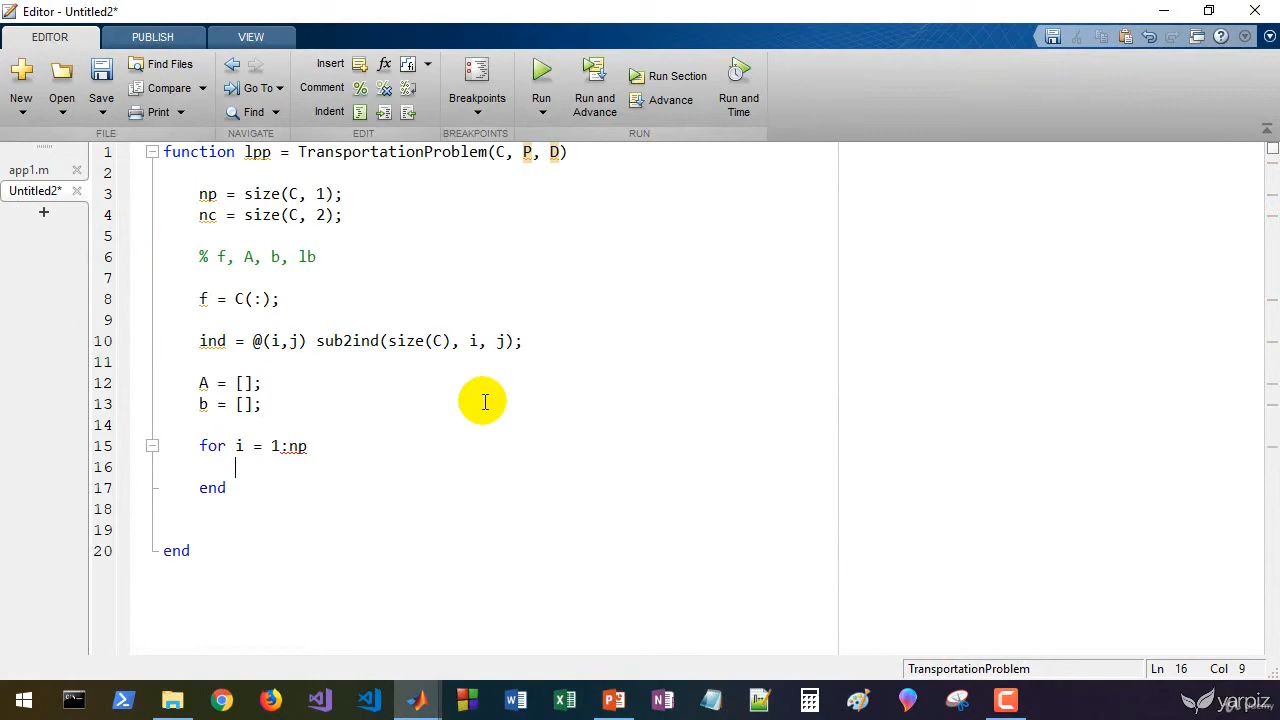 Editor - Untitled2*
EDITOR PUBLISH VIEW
New Open Save Find Files Compare Print
Go To Find
Insert Comment Indent
Breakpoints
Run Run and Advance Run Section Advance Run and Time
FILE NAVIGATE EDIT BREAKPOINTS RUN
app1.m
Untitled2*
1 function lpp = TransportationProblem(C, P, D)
2
3 np = size(C, 1);
4 nc = size(C, 2);
5
6 % f, A, b, lb
7
8 f = C(:);
9
10 ind = @(i,j) sub2ind(size(C), i, j);
11
12 A = [];
13 b = [];
14
15 for i = 1:np
16
17 end
18
19
20 end
TransportationProblem Ln 16 Col 9
yarpiz